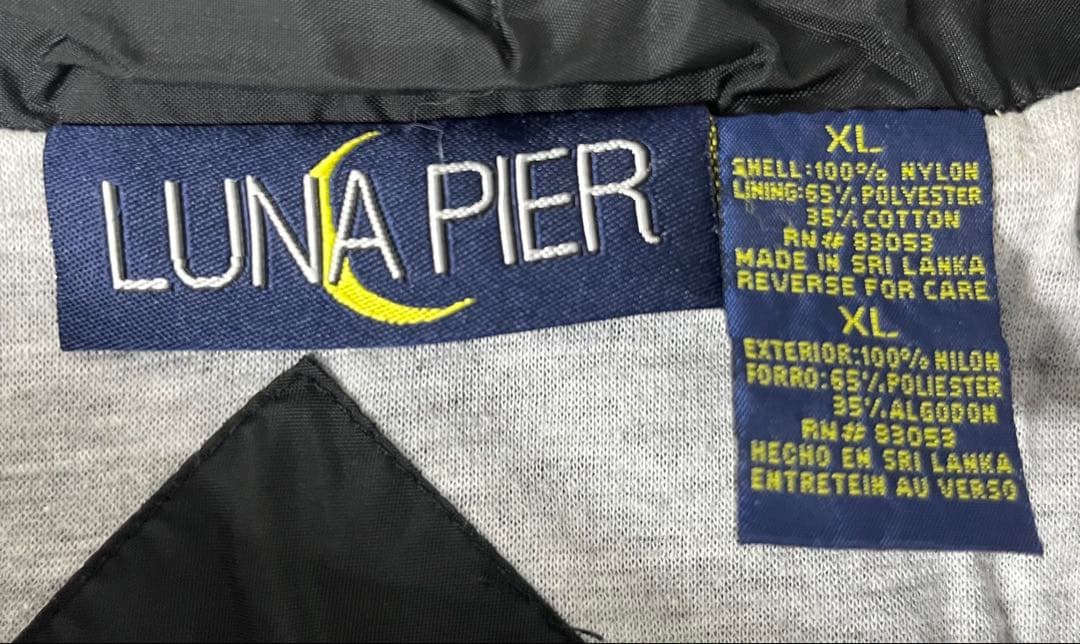 LUNA PIER
XL
SHELL:100% NYLON
LINING:65% POLYESTER
35% COTTON
RN# 83053
MADE IN SRI LANKA
REVERSE FOR CARE
XL
EXTERIOR:100% NILON
FORRO:65% POLIESTER
35% ALGODON
RN# 83053
HECHO EN SRI LANKA
ENTRETEIN AU VERSO